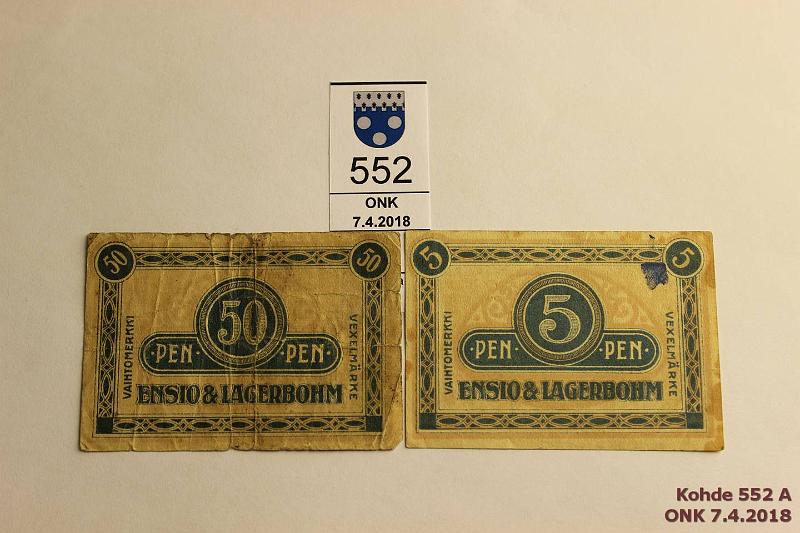 552
ONK
7.4.2018
50 50
50
·PEN· ·PEN·
ENSIO & LAGERBOHM
VAIHTOMERKKI
VEXELMÄRKE
5 5
5
·PEN· ·PEN·
ENSIO & LAGERBOHM
VAIHTOMERKKI
VEXELMÄRKE
Kohde 552 A
ONK 7.4.2018